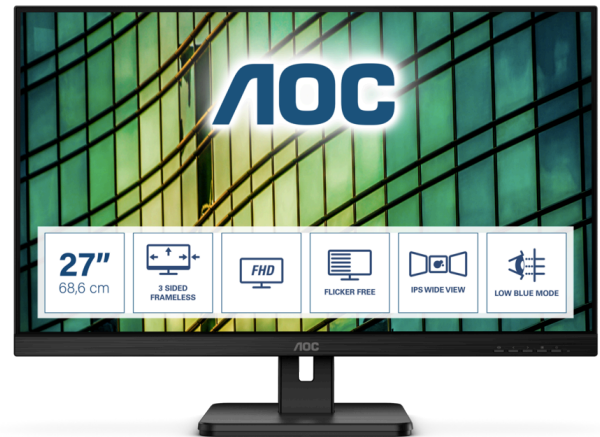 AOC
27"
68,6 cm
3 SIDED
FRAMELESS
FHD
FLICKER FREE
IPS WIDE VIEW
LOW BLUE MODE
AOC